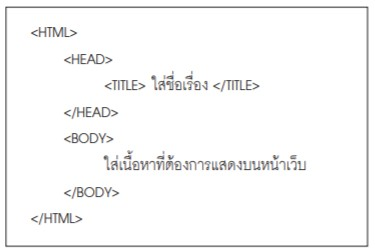 <HTML>
<HEAD>
<TITLE> ใส่ชื่อเรื่อง </TITLE>
</HEAD>
<BODY>
ใส่เนื้อหาที่ต้องการแสดงบนหน้าเว็บ
</BODY>
</HTML>